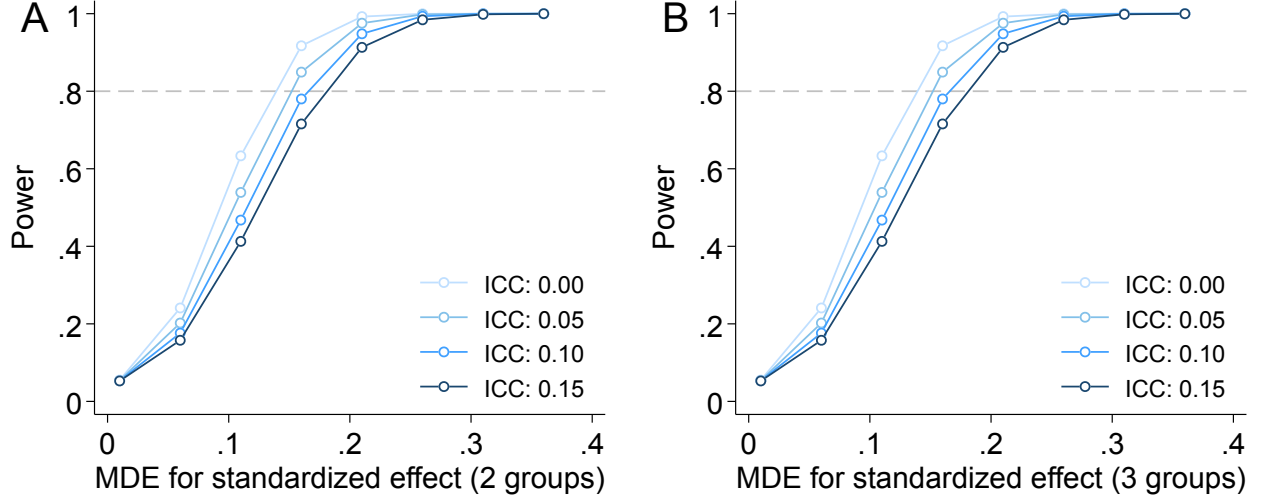 A
1
.8
.6
.4
.2
0
Power
ICC: 0.00
ICC: 0.05
ICC: 0.10
ICC: 0.15
0 .1 .2 .3 .4
MDE for standardized effect (2 groups)
B
1
.8
.6
.4
.2
0
Power
ICC: 0.00
ICC: 0.05
ICC: 0.10
ICC: 0.15
0 .1 .2 .3 .4
MDE for standardized effect (3 groups)